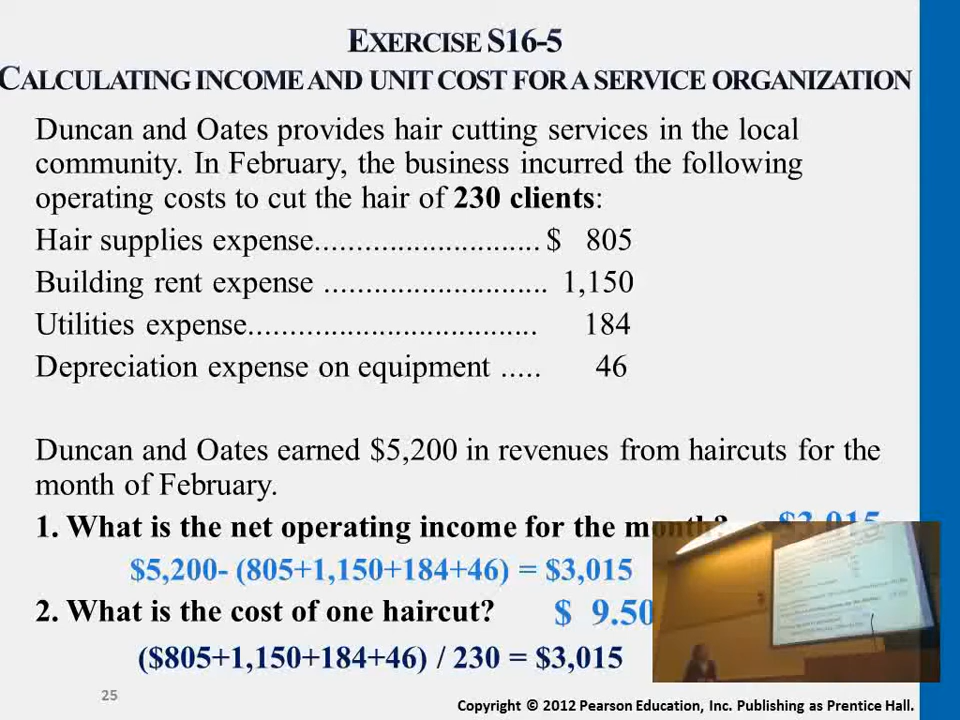 EXERCISE S16-5
CALCULATING INCOME AND UNIT COST FOR A SERVICE ORGANIZATION
Duncan and Oates provides hair cutting services in the local
community. In February, the business incurred the following
operating costs to cut the hair of 230 clients:
Hair supplies expense........................... $ 805
Building rent expense ........................... 1,150
Utilities expense................................... 184
Depreciation expense on equipment ..... 46
Duncan and Oates earned $5,200 in revenues from haircuts for the
month of February.
1. What is the net operating income for the month? $3,015
$5,200- (805+1,150+184+46) = $3,015
2. What is the cost of one haircut? $ 9.50
($805+1,150+184+46) / 230 = $3,015
25
Copyright © 2012 Pearson Education, Inc. Publishing as Prentice Hall.